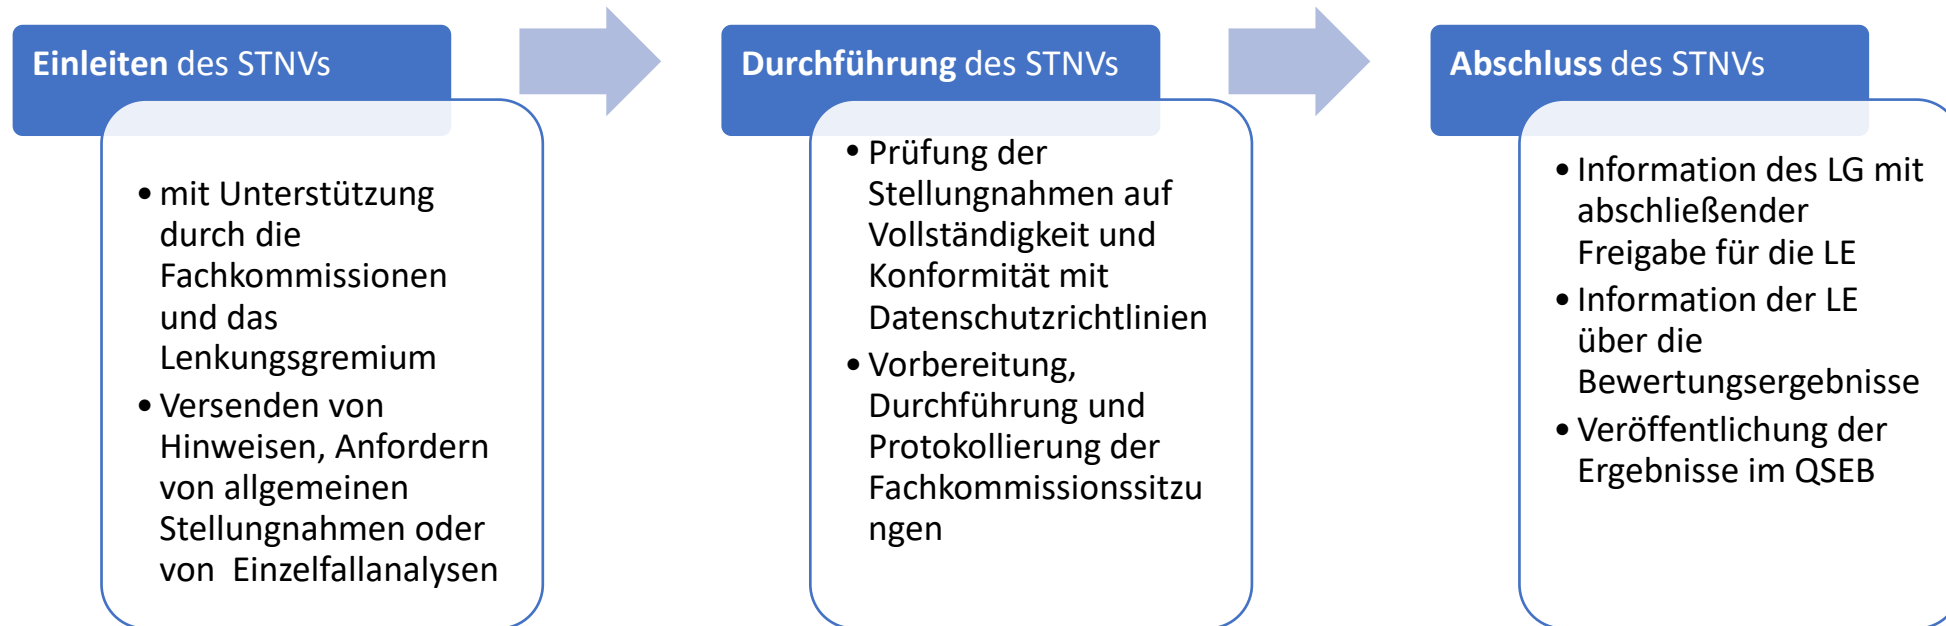 Einleiten des STNVs
• mit Unterstützung
durch die
Fachkommissionen
und das
Lenkungsgremium
• Versenden von
Hinweisen, Anfordern
von allgemeinen
Stellungnahmen oder
von Einzelfallanalysen
Durchführung des STNVs
• Prüfung der
Stellungnahmen auf
Vollständigkeit und
Konformität mit
Datenschutzrichtlinien
• Vorbereitung,
Durchführung und
Protokollierung der
Fachkommissionssitzu
ngen
Abschluss des STNVs
• Information des LG mit
abschließender
Freigabe für die LE
• Information der LE
über die
Bewertungsergebnisse
• Veröffentlichung der
Ergebnisse im QSEB